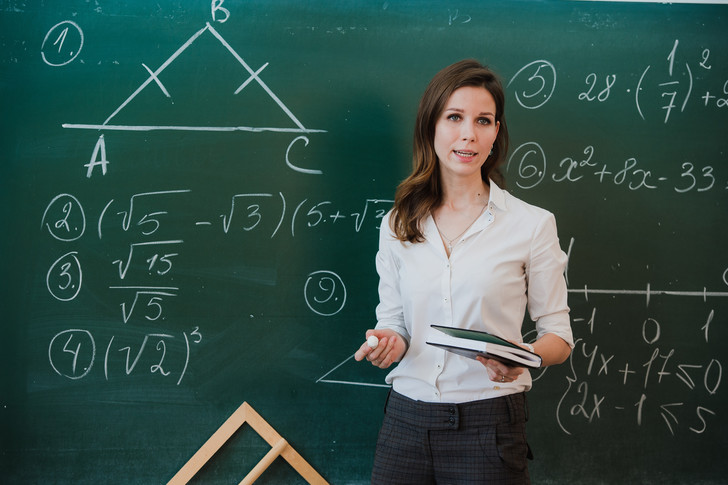 1.
B
A C
2. (√5 - √3)(5 + √3
3. √15
√5
4. (√2)³
9.
5. 28 · (1/7)² + 2
6. x² + 8x - 33
-1 0 1
4x + 17 ≤ 0
2x - 1 ≤ 5